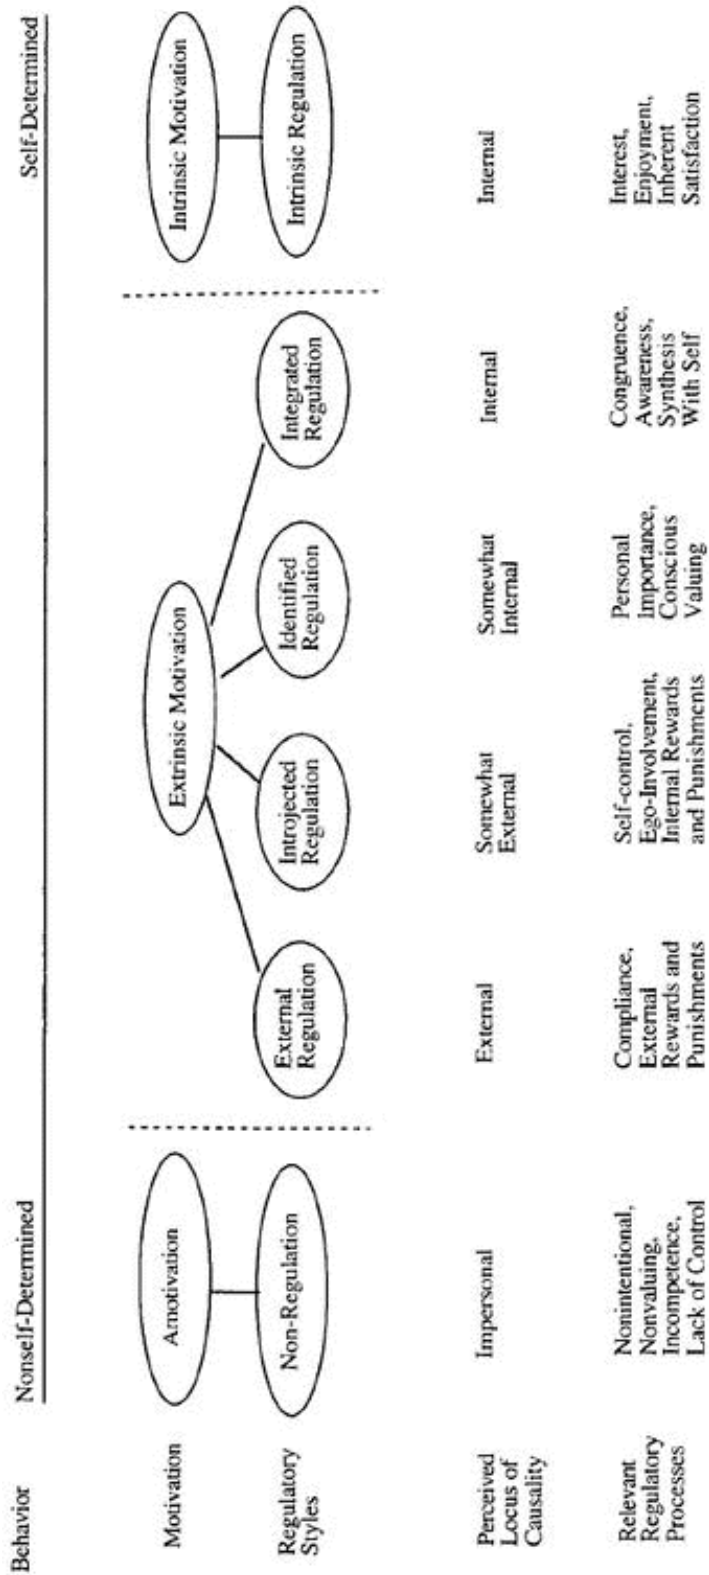 Behavior
Nonself-Determined
Self-Determined
Motivation
Amotivation
Extrinsic Motivation
Intrinsic Motivation
Regulatory
Styles
Non-Regulation
External
Regulation
Introjected
Regulation
Identified
Regulation
Integrated
Regulation
Intrinsic Regulation
Perceived
Locus of
Causality
Impersonal
External
Somewhat
External
Somewhat
Internal
Internal
Internal
Relevant
Regulatory
Processes
Nonintentional,
Nonvaluing,
Incompetence,
Lack of Control
Compliance,
External
Rewards and
Punishments
Self-control,
Ego-Involvement,
Internal Rewards
and Punishments
Personal
Importance,
Conscious
Valuing
Congruence,
Awareness,
Synthesis
With Self
Interest,
Enjoyment,
Inherent
Satisfaction